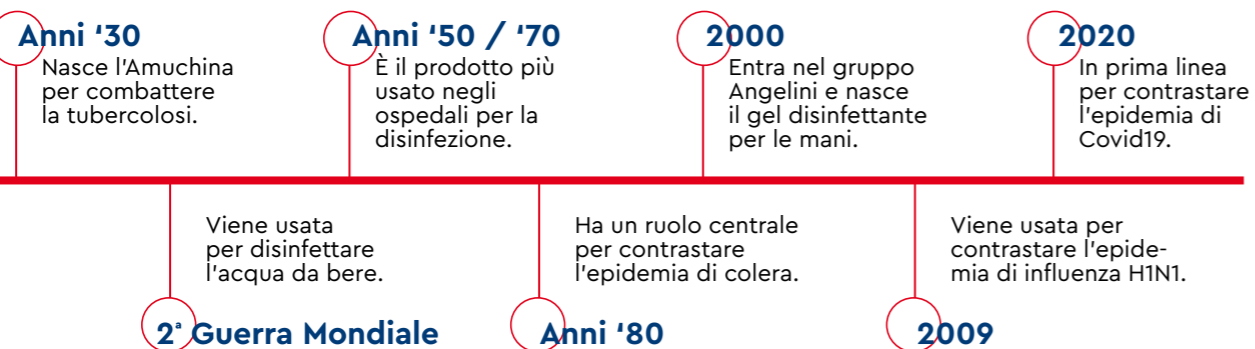 Anni ‘30
Nasce l’Amuchina
per combattere
la tubercolosi.
Viene usata
per disinfettare
l’acqua da bere.
2ª Guerra Mondiale
Anni ‘50 / ‘70
È il prodotto più
usato negli
ospedali per la
disinfezione.
Ha un ruolo centrale
per contrastare
l’epidemia di colera.
Anni ‘80
2000
Entra nel gruppo
Angelini e nasce
il gel disinfettante
per le mani.
Viene usata per
contrastare l’epide-
mia di influenza H1N1.
2009
2020
In prima linea
per contrastare
l’epidemia di
Covid19.